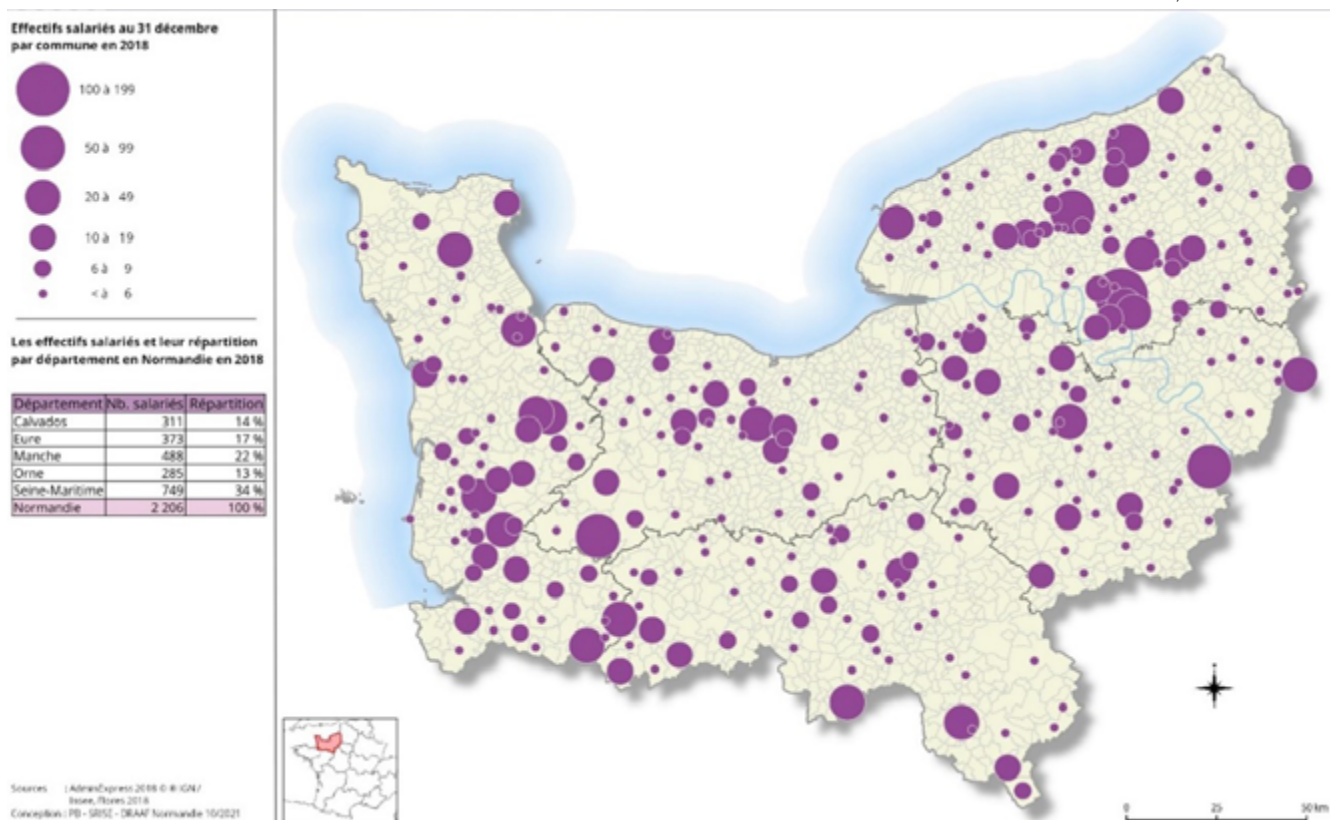 Effectifs salariés au 31 décembre
par commune en 2018
100 à 199
50 à 99
20 à 49
10 à 19
6 à 9
< à 6
Les effectifs salariés et leur répartition
par département en Normandie en 2018
Département Nb. salariés Répartition
Calvados 311 14 %
Eure 373 17 %
Manche 488 22 %
Orne 285 13 %
Seine-Maritime 749 34 %
Normandie 2 206 100 %
Sources : AdminExpress 2018 © ® IGN /
Insee, Flores 2018
Conception : PB - SRISE - DRAAF Normandie 10/2021
0 25 50 km